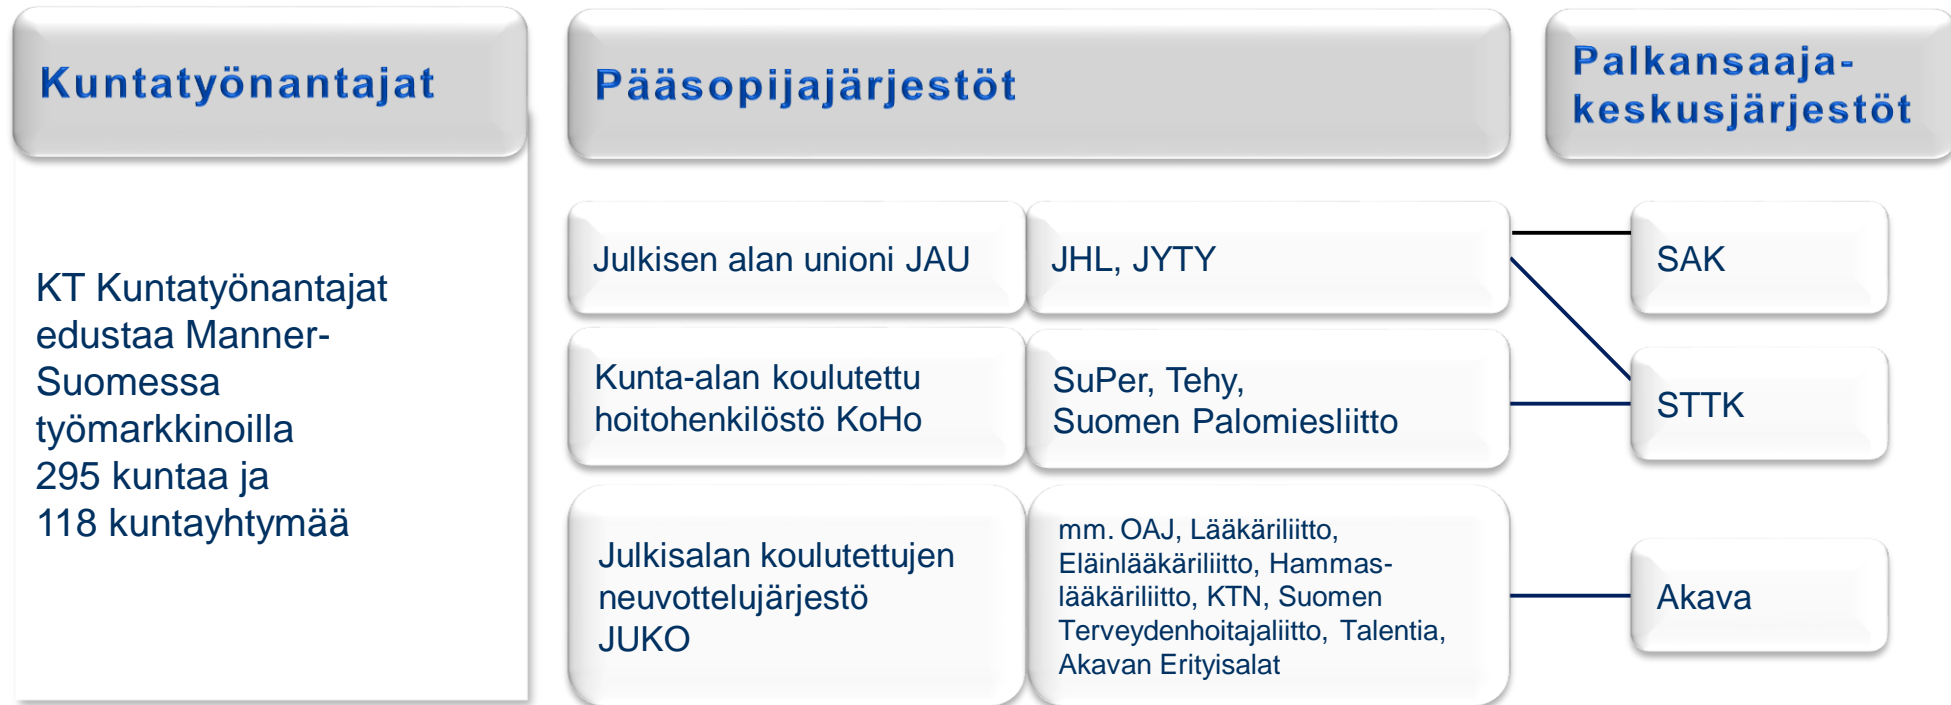 Kuntatyönantajat
KT Kuntatyönantajat
edustaa Manner-
Suomessa
työmarkkinoilla
295 kuntaa ja
118 kuntayhtymää
Pääsopijajärjestöt
Julkisen alan unioni JAU
JHL, JYTY
Kunta-alan koulutettu
hoitohenkilöstö KoHo
SuPer, Tehy,
Suomen Palomiesliitto
Julkisalan koulutettujen
neuvottelujärjestö
JUKO
mm. OAJ, Lääkäriliitto,
Eläinlääkäriliitto, Hammas-
lääkäriliitto, KTN, Suomen
Terveydenhoitajaliitto, Talentia,
Akavan Erityisalat
Palkansaaja-
keskusjärjestöt
SAK
STTK
Akava